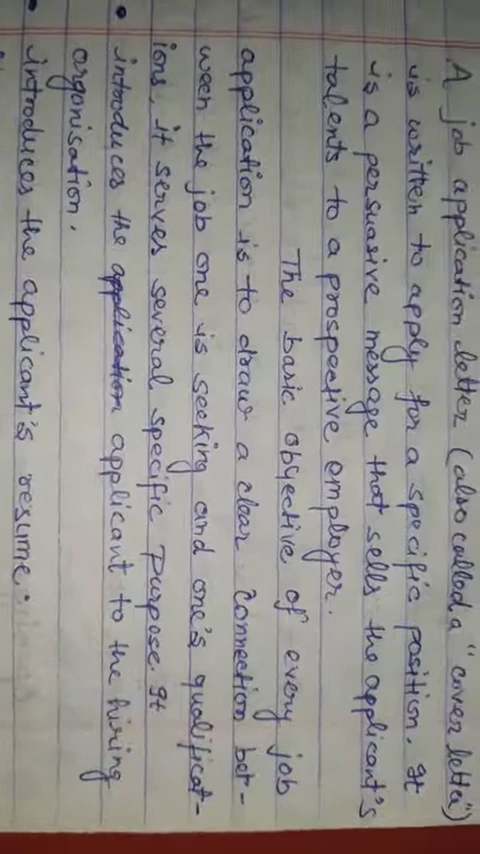 A job application letter (also called a "cover letter")
is written to apply for a specific position. It
is a persuasive message that sells the applicant's
talents to a prospective employer.
The basic objective of every job
application is to draw a clear connection bet-
ween the job one is seeking and one's qualificat-
ions. it serves several specific purpose. It
• introduces the application applicant to the hiring
organisation.
• introduces the applicant's resume.